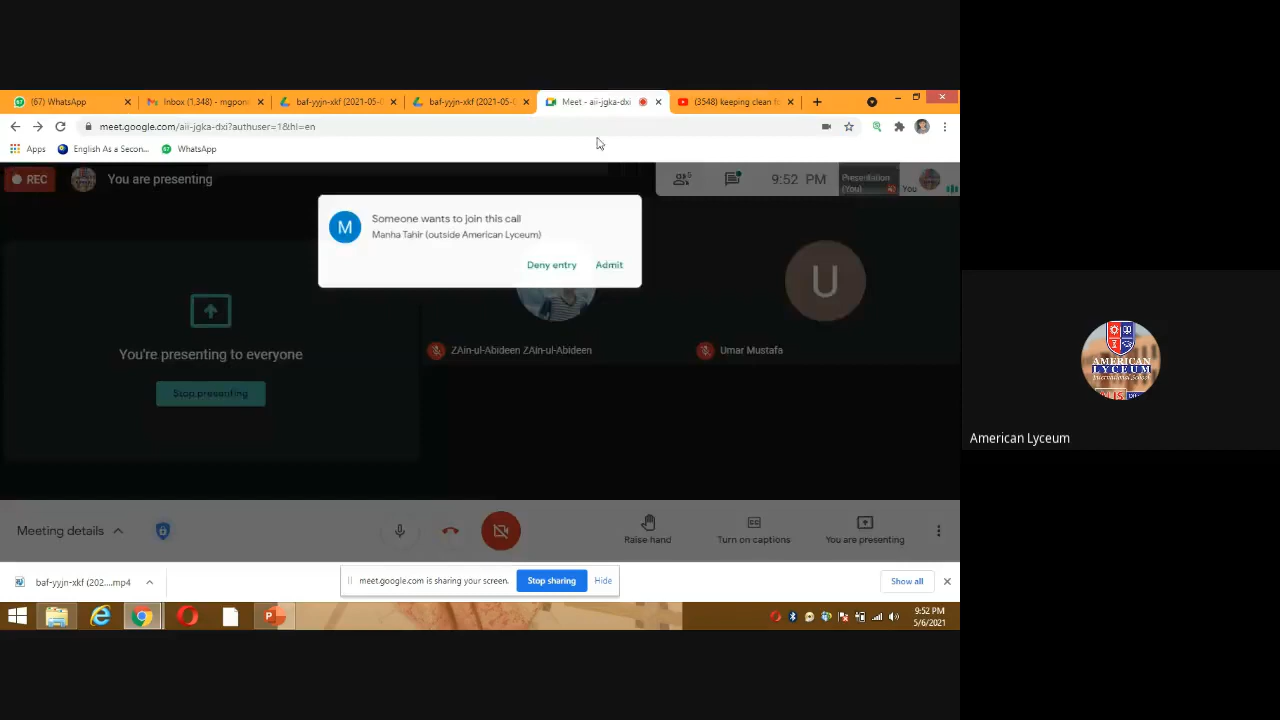 (67) WhatsApp
Inbox (1,348) - mgpon
baf-yyjn-xkf (2021-05-0
baf-yyjn-xkf (2021-05-0
Meet - aii-jgka-dxi
(3548) keeping clean fo
meet.google.com/aii-jgka-dxi?authuser=1&hl=en
Apps
English As a Secon...
WhatsApp
REC
You are presenting
5
9:52 PM
Presentation
(You)
You
M
Someone wants to join this call
Manha Tahir (outside American Lyceum)
Deny entry
Admit
You're presenting to everyone
Stop presenting
ZAin-ul-Abideen ZAin-ul-Abideen
U
Umar Mustafa
AMERICAN
LYCEUM
International School
American Lyceum
Meeting details
Raise hand
Turn on captions
You are presenting
baf-yyjn-xkf (202....mp4
meet.google.com is sharing your screen.
Stop sharing
Hide
Show all
9:52 PM
5/6/2021